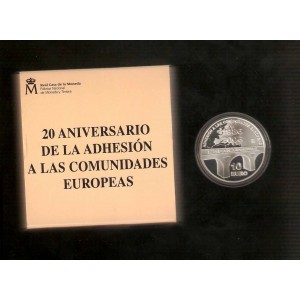 Real Casa de la Moneda
Fábrica Nacional
de Moneda y Timbre
20 ANIVERSARIO
DE LA ADHESIÓN
A LAS COMUNIDADES
EUROPEAS
10
EURO